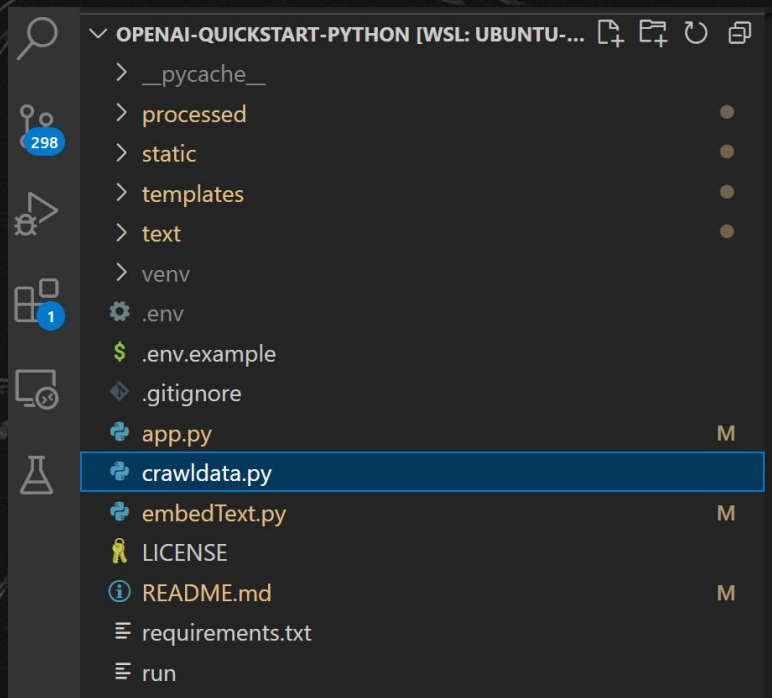 OPENAI-QUICKSTART-PYTHON [WSL: UBUNTU-...
__pycache__
processed
298
static
templates
text
venv
1
.env
$ .env.example
.gitignore
app.py M
crawldata.py
embedText.py M
LICENSE
README.md M
requirements.txt
run